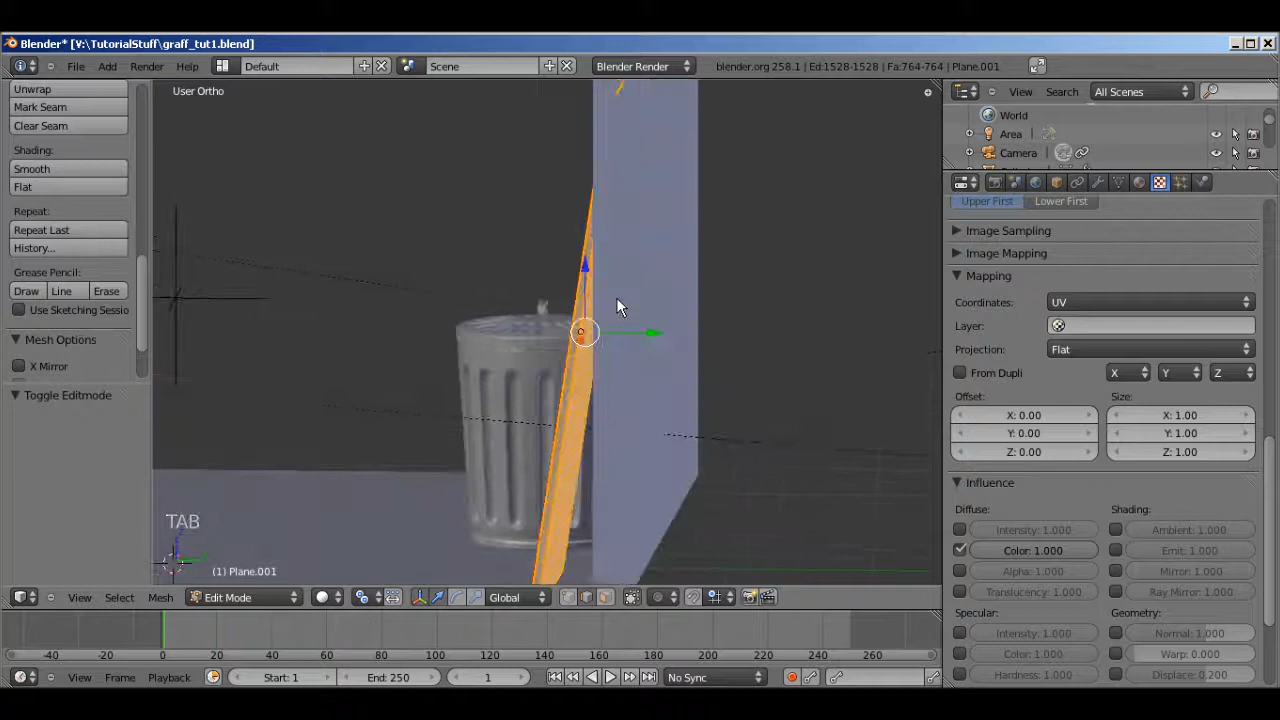 Blender* [Y:\TutorialStuff\graff_tut1.blend]
File Add Render Help Default Scene Blender Render blender.org 258.1 | Ed:1528-1528 | Fa:764-764 | Plane.001
Unwrap
Mark Seam
Clear Seam
Shading:
Smooth
Flat
Repeat:
Repeat Last
History...
Grease Pencil:
Draw Line Erase
Use Sketching Sessio
Mesh Options
X Mirror
Toggle Editmode
User Ortho
TAB
(1) Plane.001
View Select Mesh Edit Mode Global
View Search All Scenes
World
Area
Camera
Upper First Lower First
Image Sampling
Image Mapping
Mapping
Coordinates: UV
Layer:
Projection: Flat
From Dupli X Y Z
Offset: Size:
X: 0.00 X: 1.00
Y: 0.00 Y: 1.00
Z: 0.00 Z: 1.00
Influence
Diffuse: Shading:
Intensity: 1.000 Ambient: 1.000
Color: 1.000 Emit: 1.000
Alpha: 1.000 Mirror: 1.000
Translucency: 1.000 Ray Mirror: 1.000
Specular: Geometry:
Intensity: 1.000 Normal: 1.000
Color: 1.000 Warp: 0.000
Hardness: 1.000 Displace: 0.200
-40 -20 0 20 40 60 80 100 120 140 160 180 200 220 240 260
View Frame Playback Start: 1 End: 250 1 No Sync